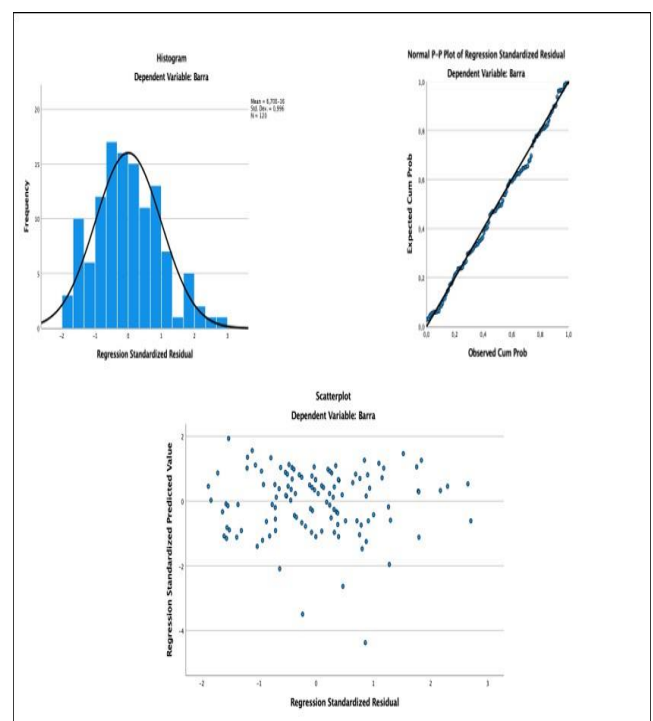 Histogram
Dependent Variable: Barra
Mean = 6,70E-16
Std. Dev. = 0,996
N = 120
20
15
10
5
0
Frequency
-2 -1 0 1 2 3
Regression Standardized Residual
Normal P-P Plot of Regression Standardized Residual
Dependent Variable: Barra
1,0
0,8
0,6
0,4
0,2
0,0
Expected Cum Prob
0,0 0,2 0,4 0,6 0,8 1,0
Observed Cum Prob
Scatterplot
Dependent Variable: Barra
2
0
-2
-4
Regression Standardized Predicted Value
-2 -1 0 1 2 3
Regression Standardized Residual